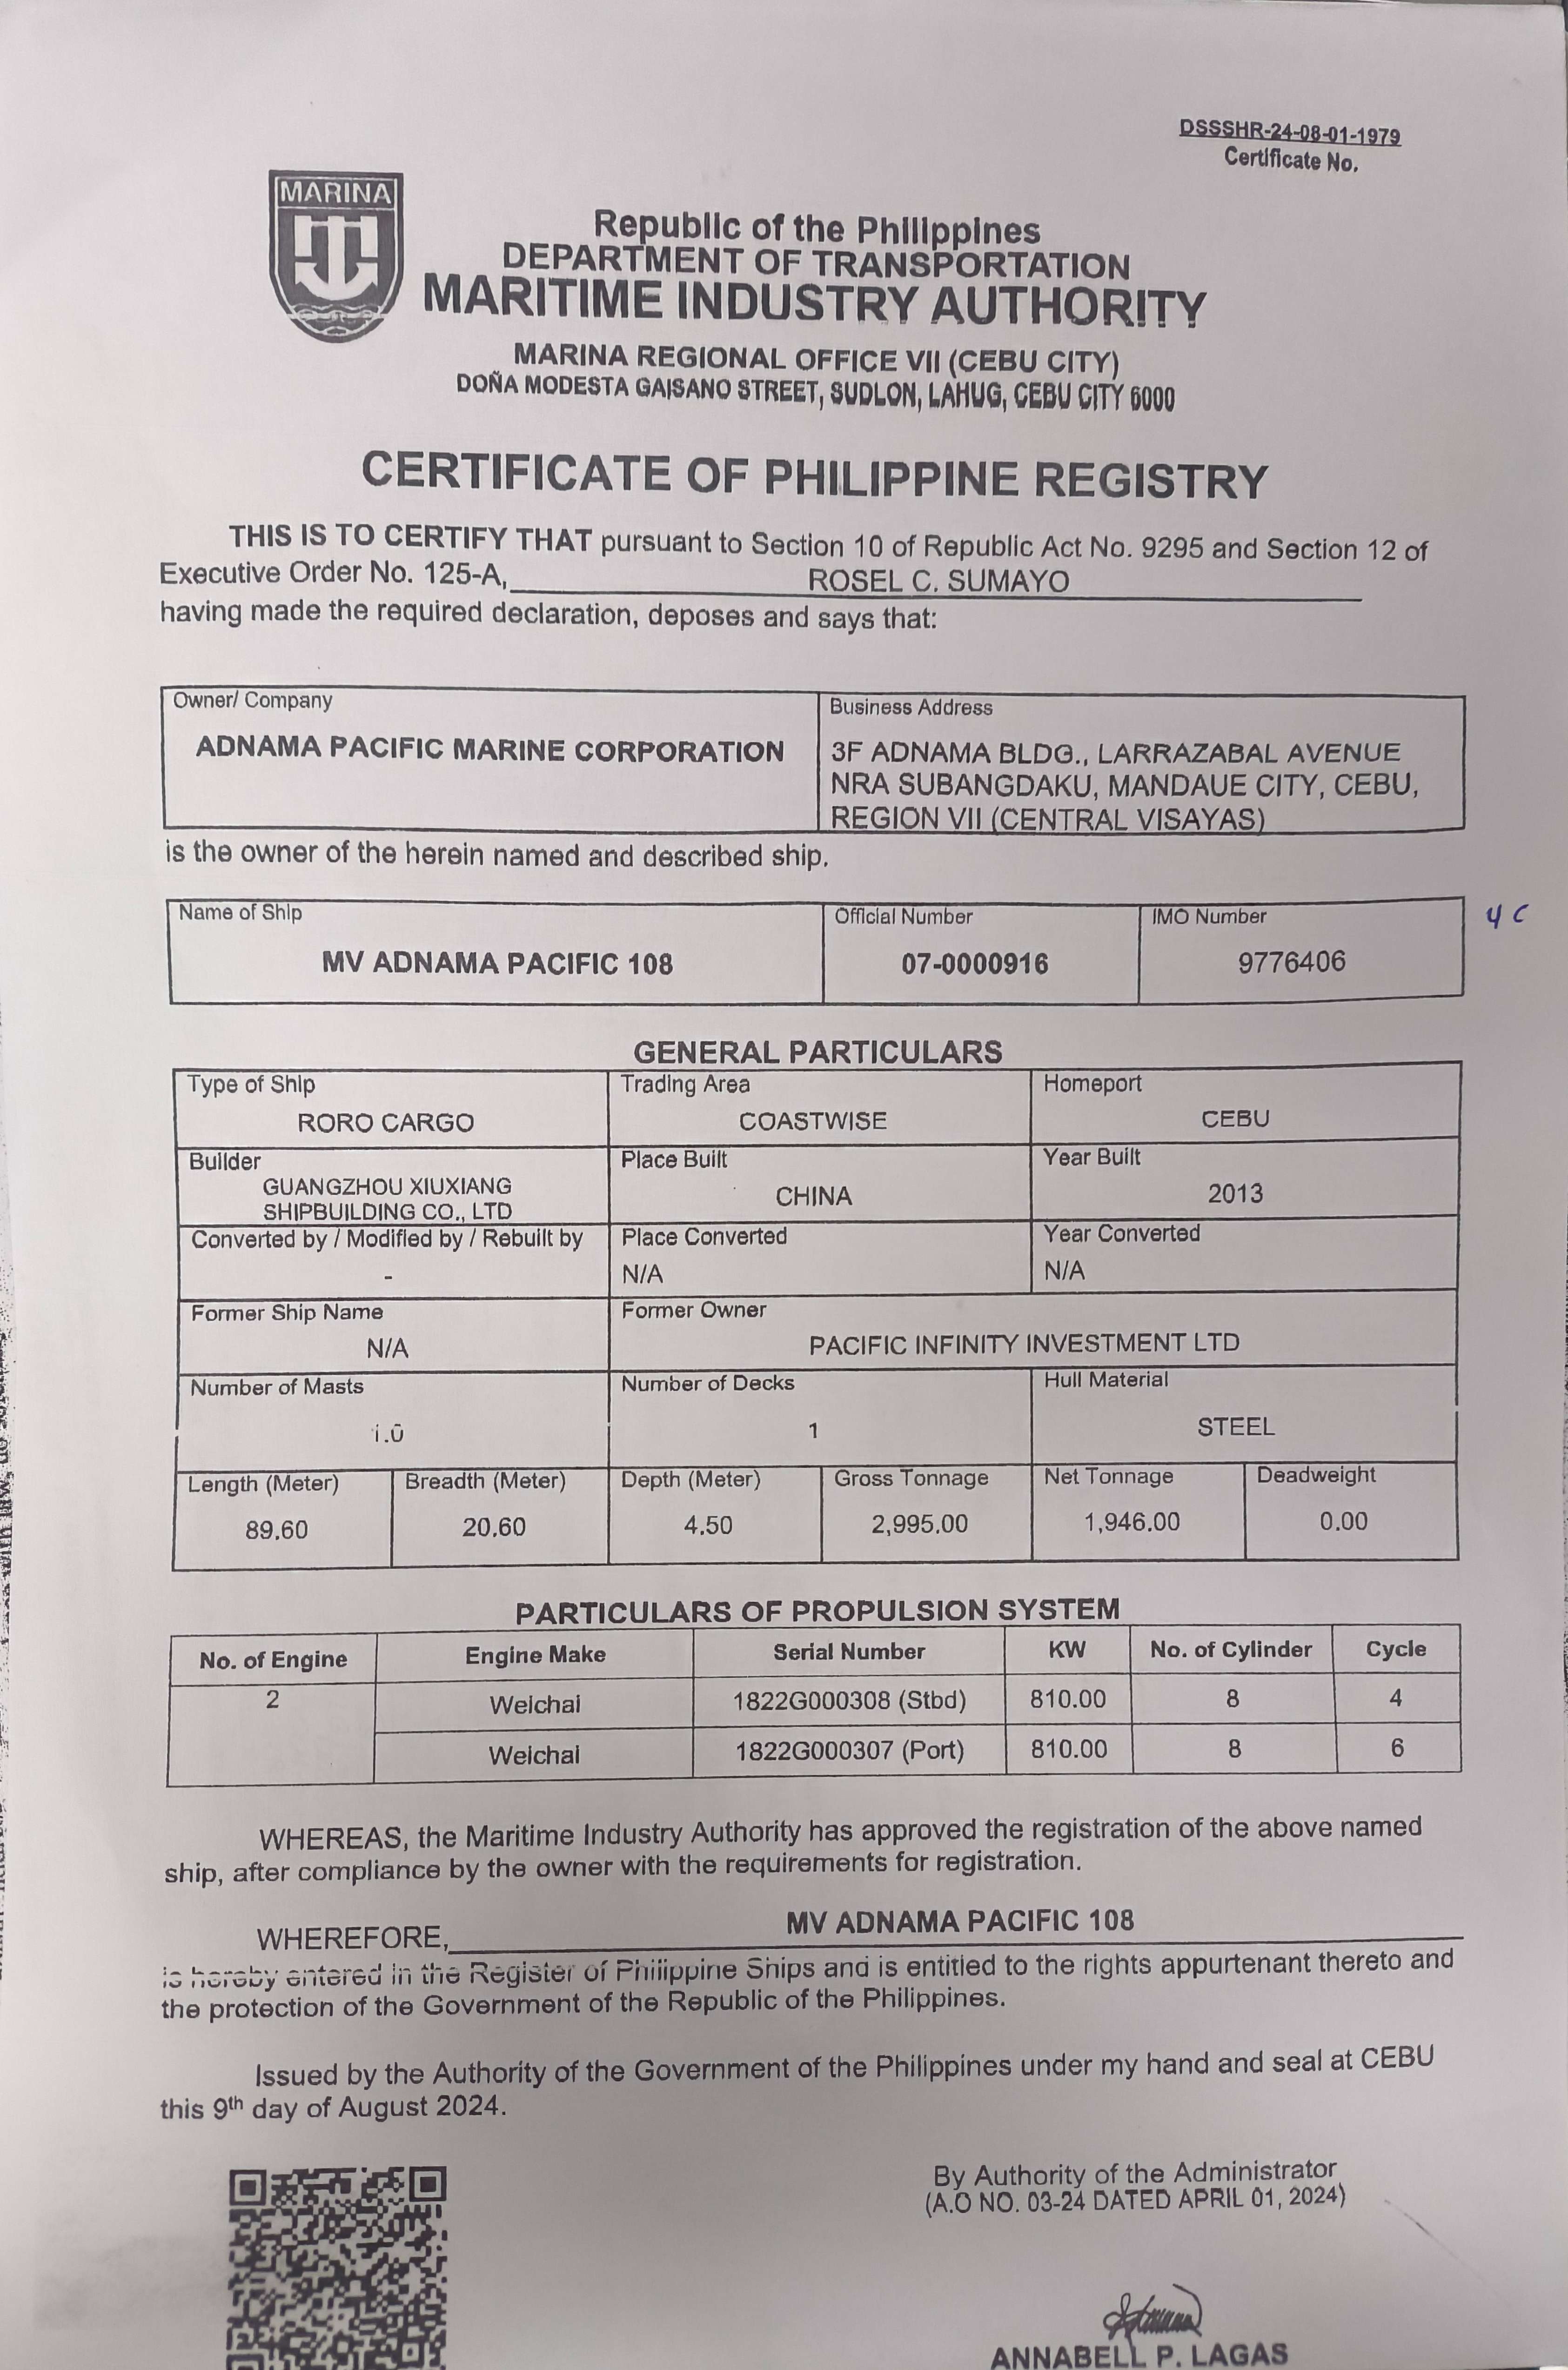 DSSSHR-24-08-01-1979
Certificate No.
MARINA
Republic of the Philippines
DEPARTMENT OF TRANSPORTATION
MARITIME INDUSTRY AUTHORITY
MARINA REGIONAL OFFICE VII (CEBU CITY)
DOÑA MODESTA GAISANO STREET, SUDLON, LAHUG, CEBU CITY 6000
CERTIFICATE OF PHILIPPINE REGISTRY
THIS IS TO CERTIFY THAT pursuant to Section 10 of Republic Act No. 9295 and Section 12 of
Executive Order No. 125-A, ROSEL C. SUMAYO
having made the required declaration, deposes and says that:
Owner/ Company
ADNAMA PACIFIC MARINE CORPORATION
Business Address
3F ADNAMA BLDG., LARRAZABAL AVENUE
NRA SUBANGDAKU, MANDAUE CITY, CEBU,
REGION VII (CENTRAL VISAYAS)
is the owner of the herein named and described ship.
Name of Ship
MV ADNAMA PACIFIC 108
Official Number
07-0000916
IMO Number
9776406
4 C
GENERAL PARTICULARS
Type of Ship
RORO CARGO
Trading Area
COASTWISE
Homeport
CEBU
Builder
GUANGZHOU XIUXIANG
SHIPBUILDING CO., LTD
Place Built
CHINA
Year Built
2013
Converted by / Modified by / Rebuilt by
-
Place Converted
N/A
Year Converted
N/A
Former Ship Name
N/A
Former Owner
PACIFIC INFINITY INVESTMENT LTD
Number of Masts
1.0
Number of Decks
1
Hull Material
STEEL
Length (Meter)
89.60
Breadth (Meter)
20.60
Depth (Meter)
4.50
Gross Tonnage
2,995.00
Net Tonnage
1,946.00
Deadweight
0.00
PARTICULARS OF PROPULSION SYSTEM
No. of Engine Engine Make Serial Number KW No. of Cylinder Cycle
2 Weichai 1822G000308 (Stbd) 810.00 8 4
Weichai 1822G000307 (Port) 810.00 8 6
WHEREAS, the Maritime Industry Authority has approved the registration of the above named
ship, after compliance by the owner with the requirements for registration.
WHEREFORE, MV ADNAMA PACIFIC 108
is hereby entered in the Register of Philippine Ships and is entitled to the rights appurtenant thereto and
the protection of the Government of the Republic of the Philippines.
Issued by the Authority of the Government of the Philippines under my hand and seal at CEBU
this 9th day of August 2024.
By Authority of the Administrator
(A.O NO. 03-24 DATED APRIL 01, 2024)
ANNABELL P. LAGAS